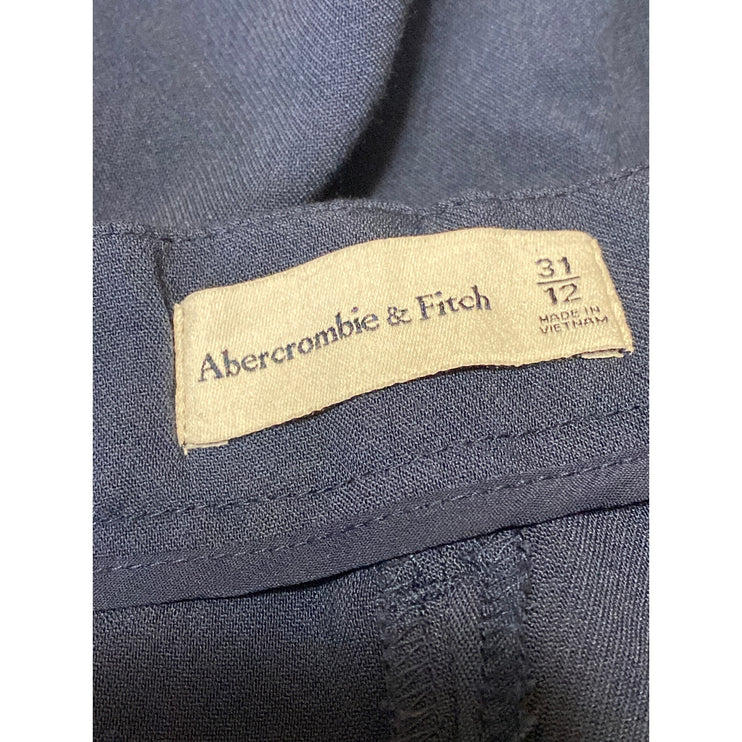 Abercrombie & Fitch
31
12
MADE IN
VIETNAM